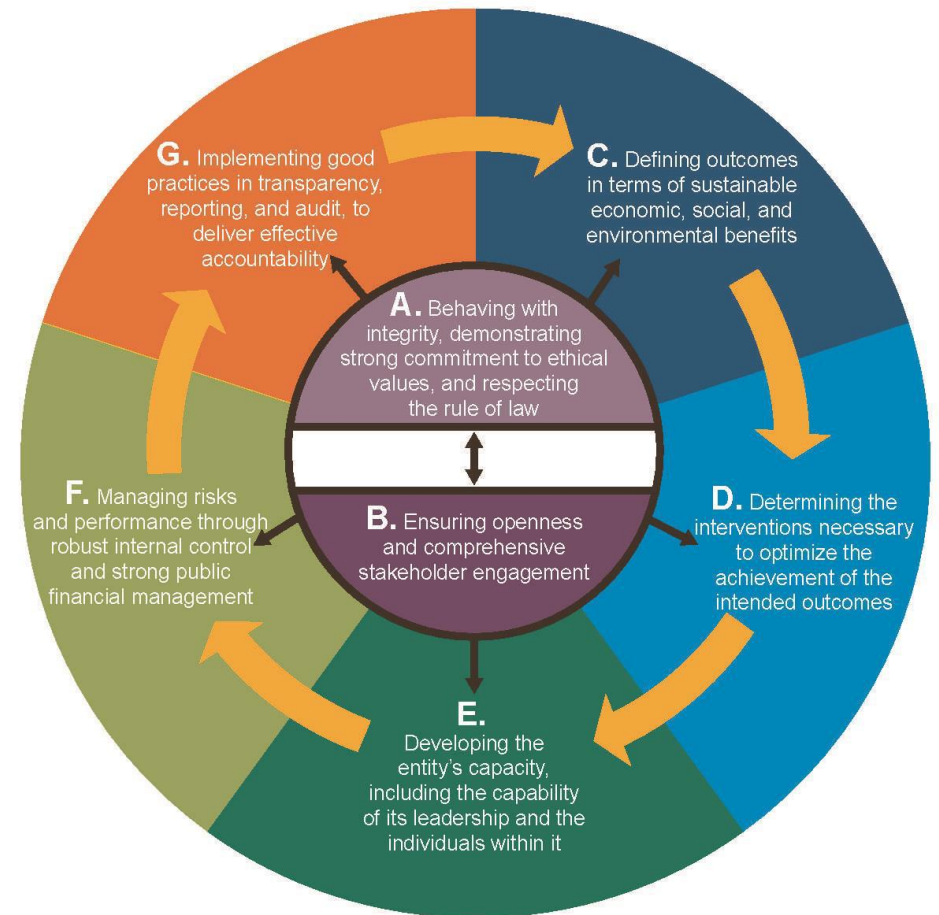 A. Behaving with
integrity, demonstrating
strong commitment to ethical
values, and respecting
the rule of law
B. Ensuring openness
and comprehensive
stakeholder engagement
C. Defining outcomes
in terms of sustainable
economic, social, and
environmental benefits
D. Determining the
interventions necessary
to optimize the
achievement of the
intended outcomes
E.
Developing the
entity’s capacity,
including the capability
of its leadership and the
individuals within it
F. Managing risks
and performance through
robust internal control
and strong public
financial management
G. Implementing good
practices in transparency,
reporting, and audit, to
deliver effective
accountability